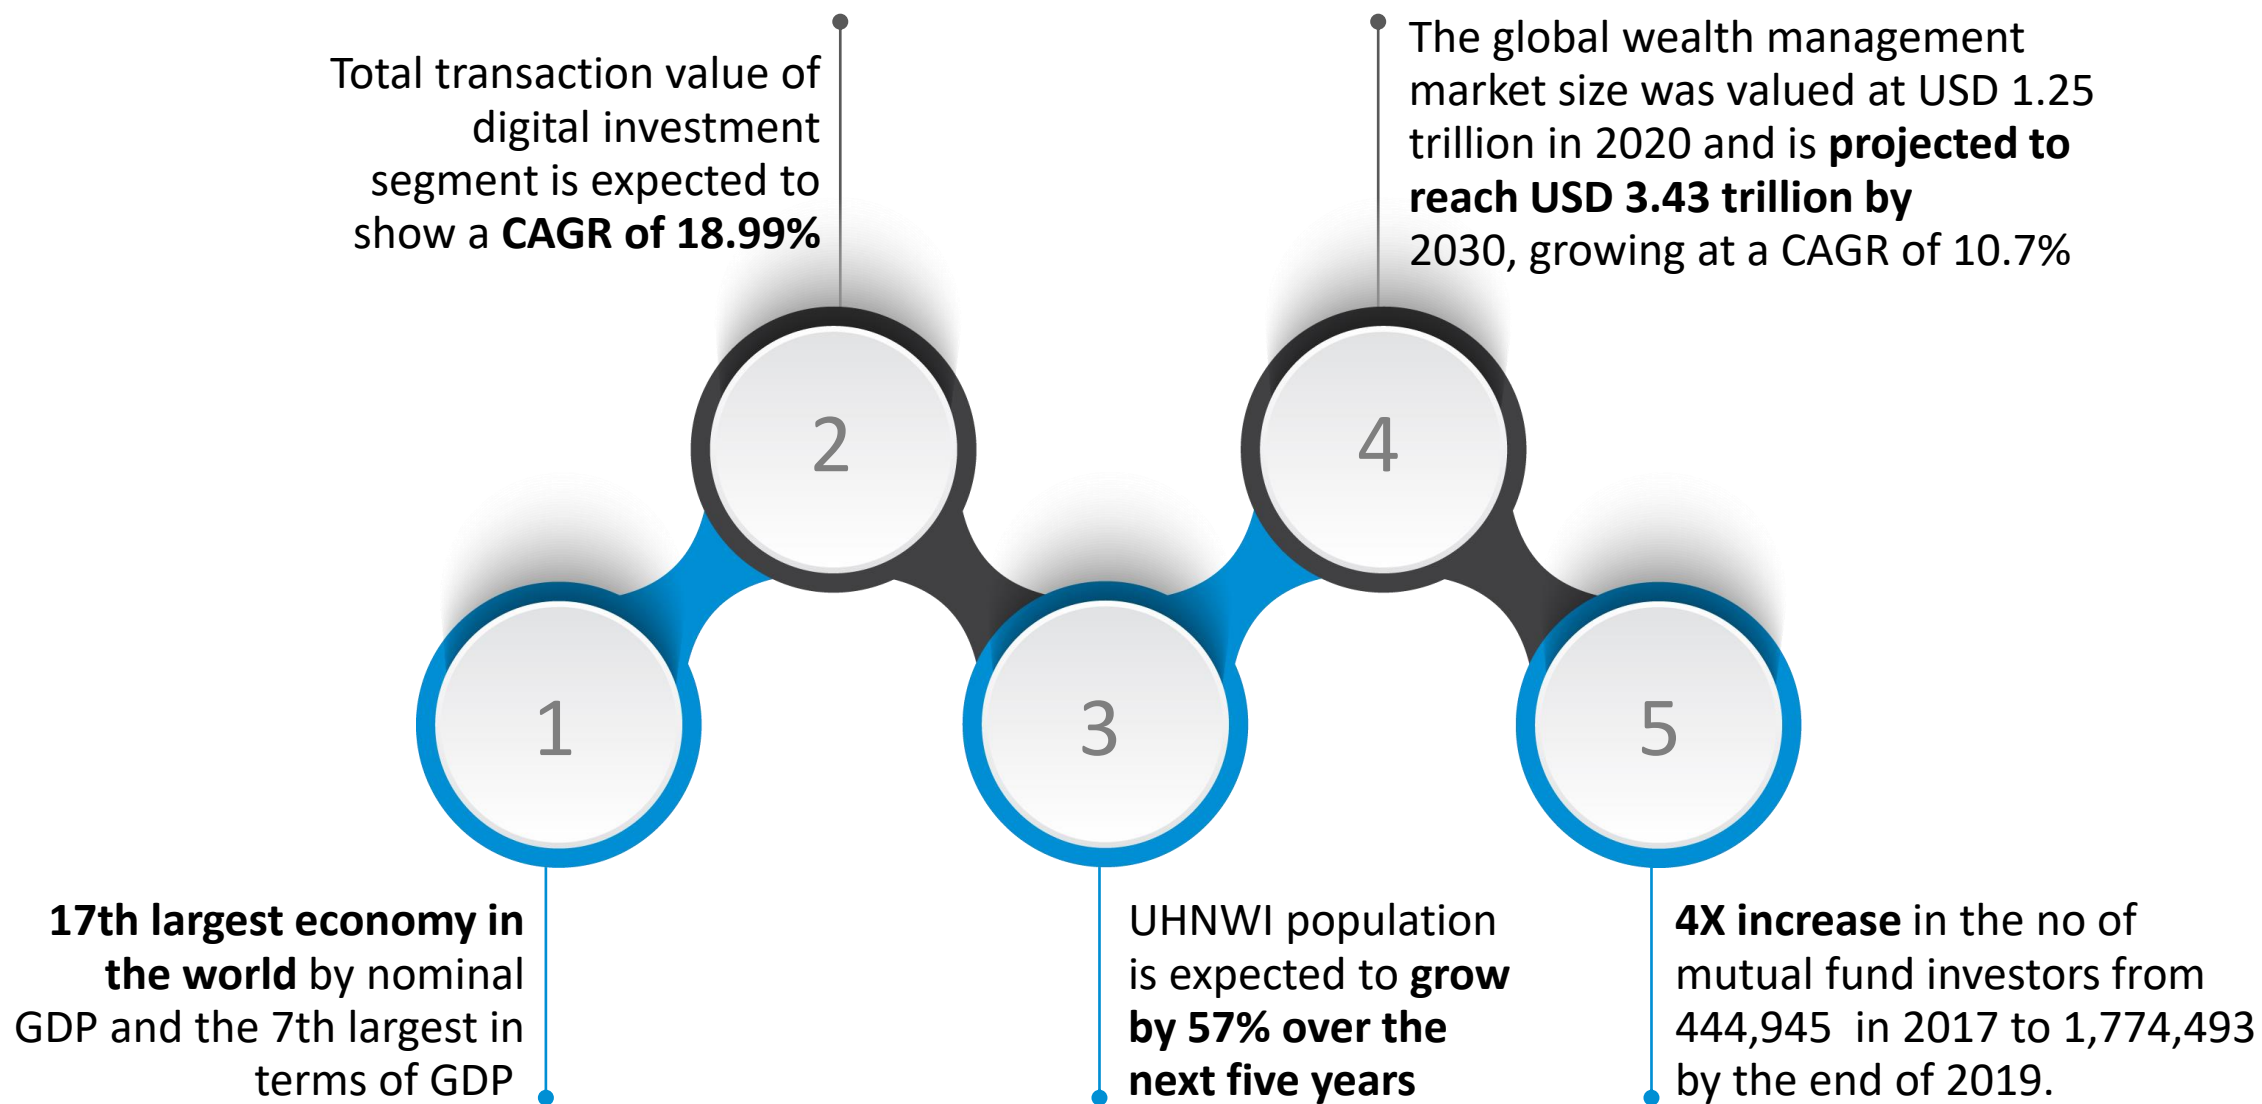 Total transaction value of
digital investment
segment is expected to
show a CAGR of 18.99%
The global wealth management
market size was valued at USD 1.25
trillion in 2020 and is projected to
reach USD 3.43 trillion by
2030, growing at a CAGR of 10.7%
2
4
1
3
5
17th largest economy in
the world by nominal
GDP and the 7th largest in
terms of GDP
UHNWI population
is expected to grow
by 57% over the
next five years
4X increase in the no of
mutual fund investors from
444,945 in 2017 to 1,774,493
by the end of 2019.